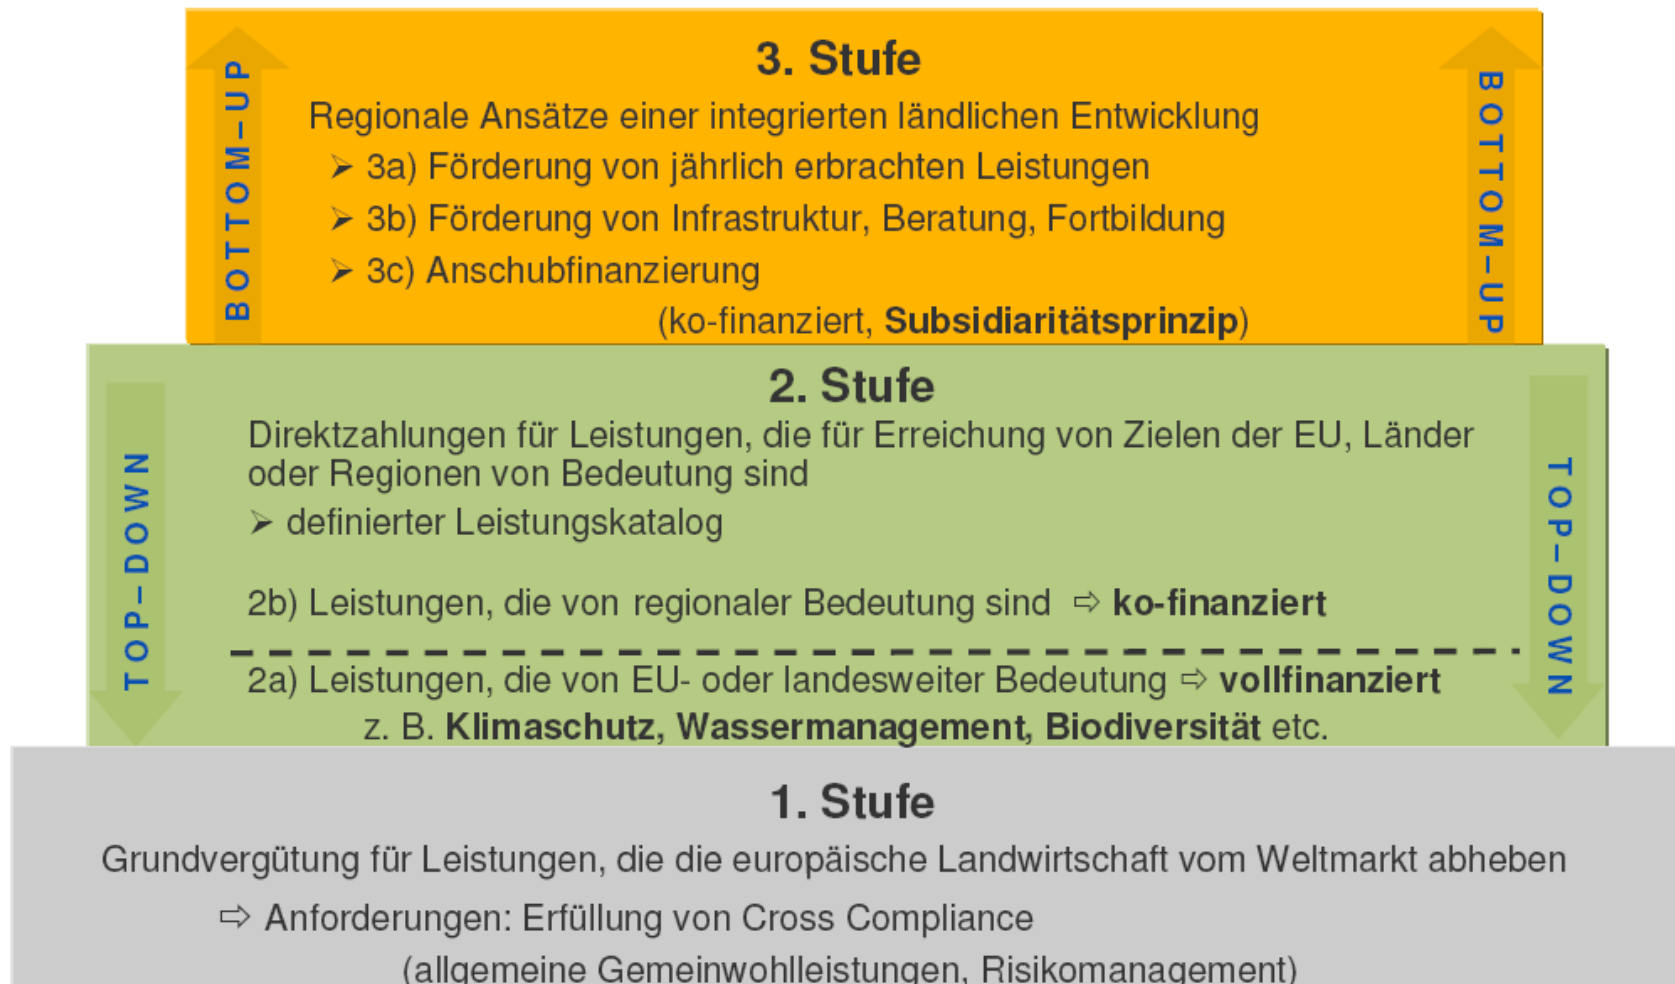 3. Stufe
Regionale Ansätze einer integrierten ländlichen Entwicklung
➢ 3a) Förderung von jährlich erbrachten Leistungen
➢ 3b) Förderung von Infrastruktur, Beratung, Fortbildung
➢ 3c) Anschubfinanzierung
(ko-finanziert, Subsidiaritätsprinzip)
BOTTOM–UP
BOTTOM–UP
2. Stufe
Direktzahlungen für Leistungen, die für Erreichung von Zielen der EU, Länder
oder Regionen von Bedeutung sind
➢ definierter Leistungskatalog
2b) Leistungen, die von regionaler Bedeutung sind ⇨ ko-finanziert
2a) Leistungen, die von EU- oder landesweiter Bedeutung ⇨ vollfinanziert
z. B. Klimaschutz, Wassermanagement, Biodiversität etc.
TOP–DOWN
TOP–DOWN
1. Stufe
Grundvergütung für Leistungen, die die europäische Landwirtschaft vom Weltmarkt abheben
⇨ Anforderungen: Erfüllung von Cross Compliance
(allgemeine Gemeinwohlleistungen, Risikomanagement)